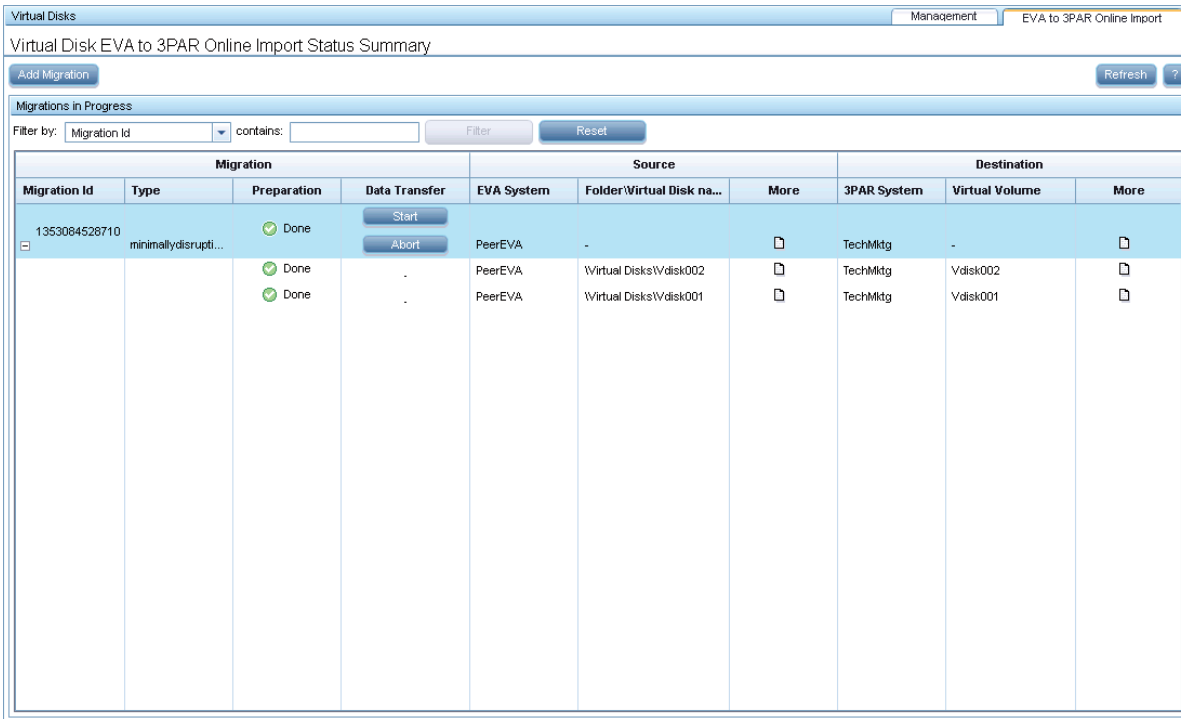 Virtual Disks
Management
EVA to 3PAR Online Import
Virtual Disk EVA to 3PAR Online Import Status Summary
Add Migration
Refresh
?
Migrations in Progress
Filter by: Migration Id contains: Filter Reset
Migration Source Destination
Migration Id Type Preparation Data Transfer EVA System Folder\Virtual Disk na... More 3PAR System Virtual Volume More
Start
1353084528710 Done
minimallydisrupti... Abort PeerEVA - TechMktg -
Done - PeerEVA \Virtual Disks\Vdisk002 TechMktg Vdisk002
Done - PeerEVA \Virtual Disks\Vdisk001 TechMktg Vdisk001